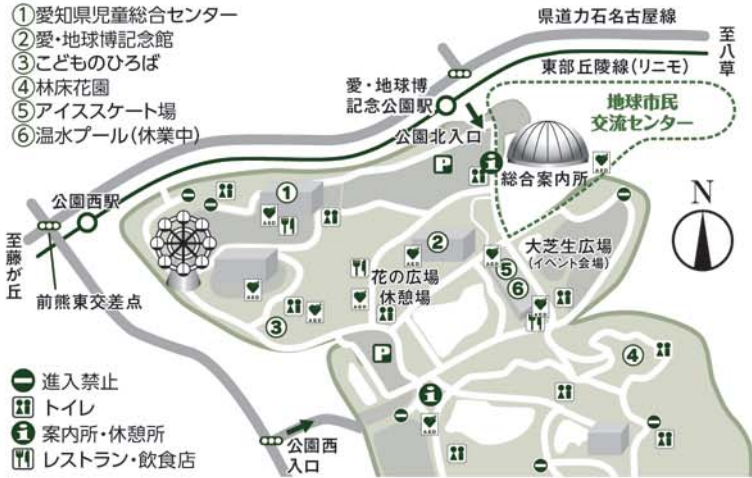 ①愛知県児童総合センター
②愛・地球博記念館
③こどものひろば
④林床花園
⑤アイススケート場
⑥温水プール(休業中)
県道力石名古屋線
至八草
東部丘陵線(リニモ)
愛・地球博
記念公園駅
地球市民
交流センター
公園北入口
P
i
総合案内所
公園西駅
N
①
②
大芝生広場
(イベント会場)
花の広場
休憩場
⑤
⑥
至藤が丘
前熊東交差点
③
P
④
i
公園西
入口
進入禁止
トイレ
i 案内所・休憩所
レストラン・飲食店